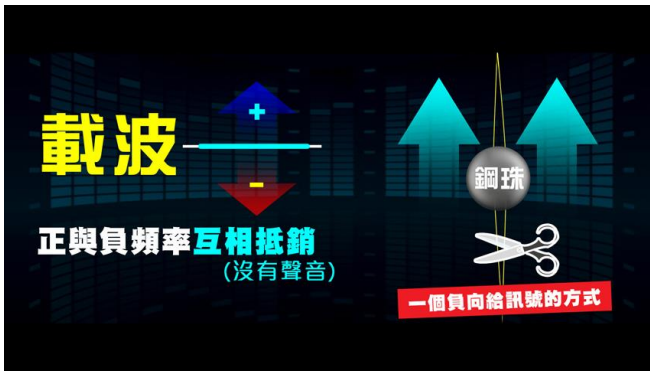 載波
+
-
正與負頻率互相抵銷
(沒有聲音)
鋼珠
一個負向給訊號的方式